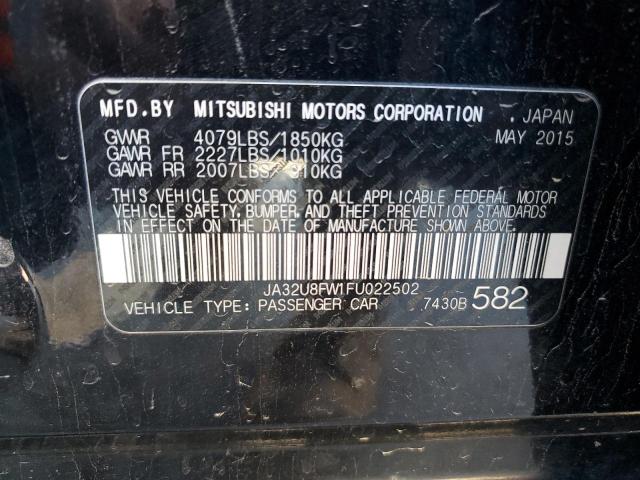 MFD.BY MITSUBISHI MOTORS CORPORATION , JAPAN
GVWR 4079LBS/1850KG MAY 2015
GAWR FR 2227LBS/1010KG
GAWR RR 2007LBS/ 910KG
THIS VEHICLE CONFORMS TO ALL APPLICABLE FEDERAL MOTOR
VEHICLE SAFETY, BUMPER, AND THEFT PREVENTION STANDARDS
IN EFFECT ON THE DATE OF MANUFACTURE SHOWN ABOVE.
JA32U8FW1FU022502
VEHICLE TYPE: PASSENGER CAR 7430B 582